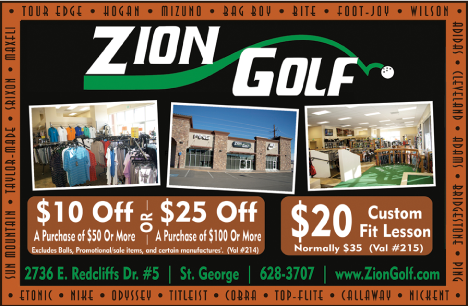 TOUR EDGE • HOGAN • MIZUNO • BAG BOY • BITE • FOOT-JOY • WILSON
ADIDAS • CLEVELAND • ADAMS • BRIDGESTONE • PING
SUN MOUNTAIN • TAYLOR-MADE • SRIXON • MAXFLI
ZION
GOLF
$10 Off
A Purchase of $50 Or More
OR
$25 Off
A Purchase of $100 Or More
Excludes Balls, Promotional/sole items, and certain manufactures'. (Val #214)
$20 Custom
Fit Lesson
Normally $35 (Val #215)
2736 E. Redcliffs Dr. #5 | St. George | 628-3707 | www.ZionGolf.com
ETONIC • NIKE • ODYSSEY • TITLEIST • COBRA • TOP-FLITE • CALLAWAY • NICKENT